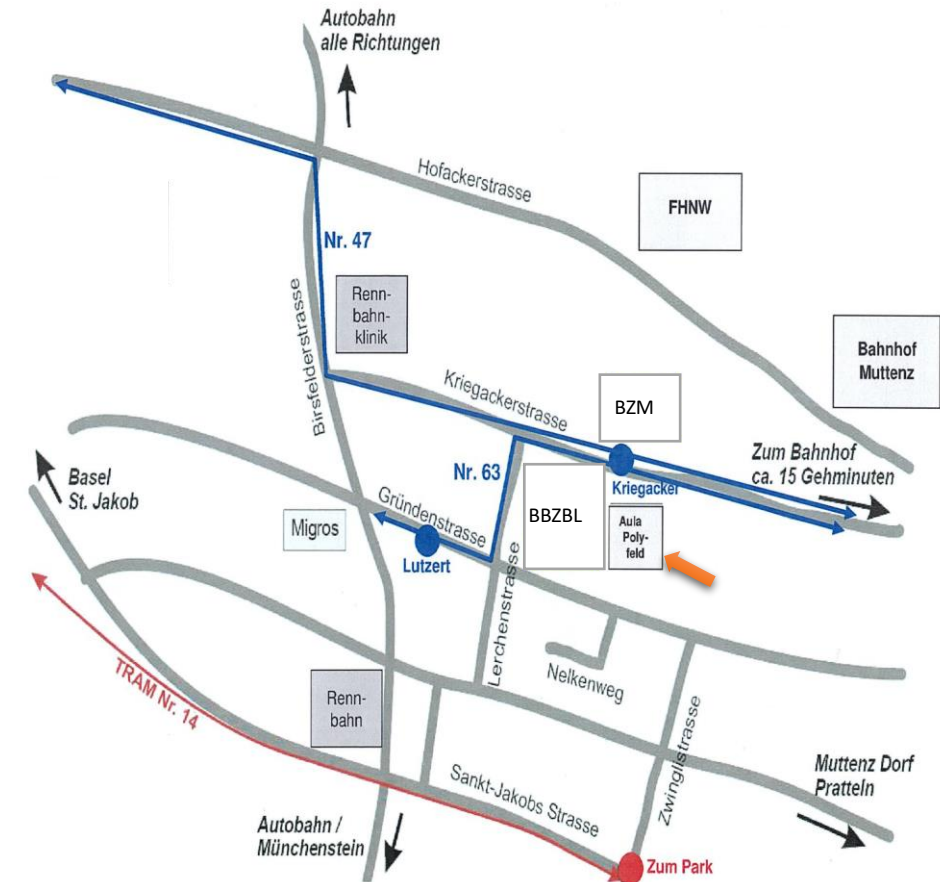 Autobahn
alle Richtungen
Hofackerstrasse
FHNW
Nr. 47
Birsfelderstrasse
Renn-
bahn-
klinik
Bahnhof
Muttenz
Kriegackerstrasse
BZM
Zum Bahnhof
ca. 15 Gehminuten
Basel
St. Jakob
Nr. 63
Kriegacker
Gründenstrasse
BBZBL
Aula
Poly-
feld
Migros
Lutzert
Lerchenstrasse
Nelkenweg
TRAM Nr. 14
Renn-
bahn
Zwinglistrasse
Muttenz Dorf
Pratteln
Sankt-Jakobs Strasse
Autobahn /
Münchenstein
Zum Park